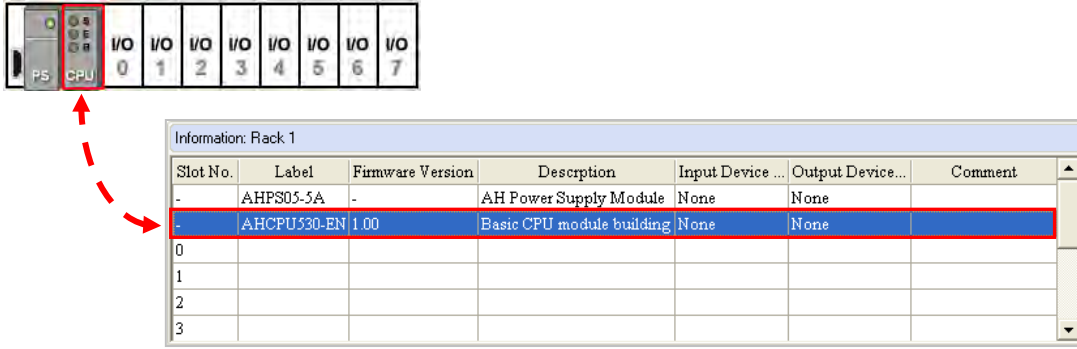 PS CPU I/O 0 I/O 1 I/O 2 I/O 3 I/O 4 I/O 5 I/O 6 I/O 7
Information: Rack 1
Slot No. Label Firmware Version Descrption Input Device ... Output Device... Comment
- AHPS05-5A - AH Power Supply Module None None
- AHCPU530-EN 1.00 Basic CPU module building None None
0
1
2
3